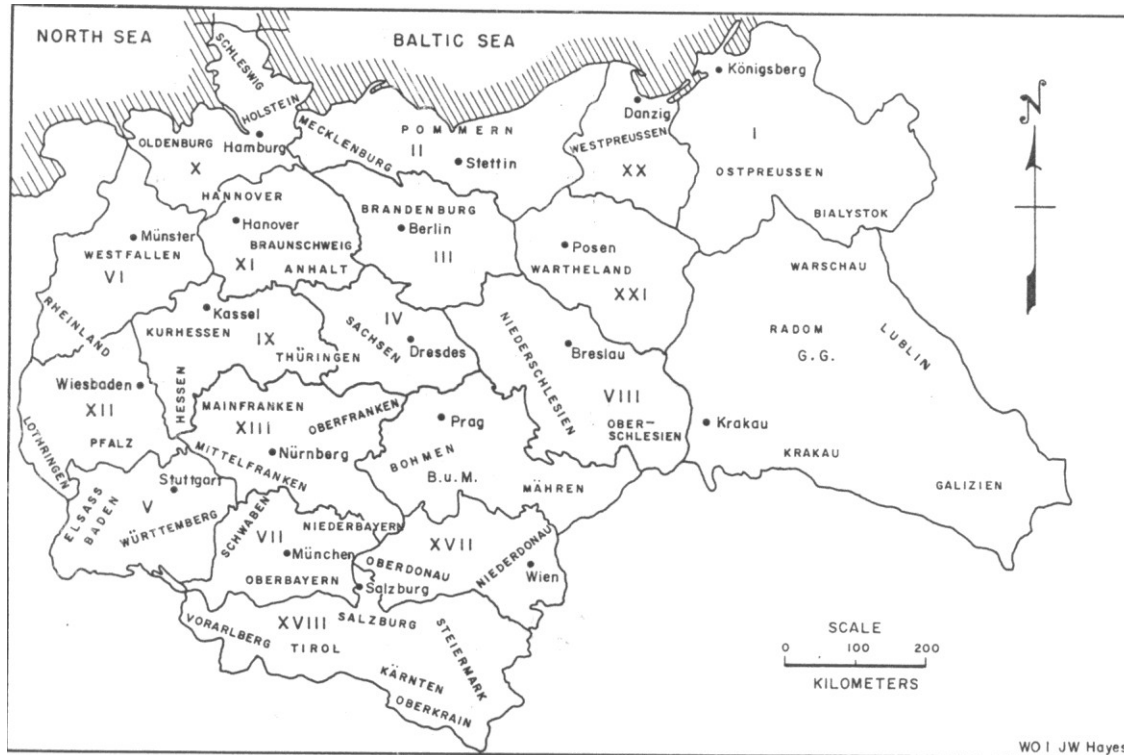 NORTH SEA
BALTIC SEA
SCHLESWIG
HOLSTEIN
Hamburg
OLDENBURG
X
HANNOVER
MECKLENBURG
POMMERN
II
Stettin
Danzig
WESTPREUSSEN
XX
Königsberg
I
OSTPREUSSEN
BIALYSTOK
N
Münster
WESTFALLEN
VI
RHEINLAND
Hanover
BRAUNSCHWEIG
XI
ANHALT
BRANDENBURG
Berlin
III
Posen
WARTHELAND
XXI
WARSCHAU
RADOM
G.G.
LUBLIN
Kassel
KURHESSEN
IX
THÜRINGEN
HESSEN
IV
SACHSEN
Dresdes
NIEDERSCHLESIEN
Breslau
VIII
OBER-
SCHLESIEN
Krakau
KRAKAU
GALIZIEN
Wiesbaden
XII
PFALZ
LOTHRINGEN
MAINFRANKEN
XIII
OBERFRANKEN
Nürnberg
MITTELFRANKEN
Prag
BOHMEN
B.u.M.
MÄHREN
Stuttgart
V
ELSASS
BADEN
WÜRTTEMBERG
SCHWABEN
VII
NIEDERBAYERN
München
OBERBAYERN
XVII
OBERDONAU
NIEDERDONAU
Wien
Salzburg
XVIII
SALZBURG
VORARLBERG
TIROL
STEIERMARK
KÄRNTEN
OBERKRAIN
SCALE
0 100 200
KILOMETERS
WO1 JW Hayes